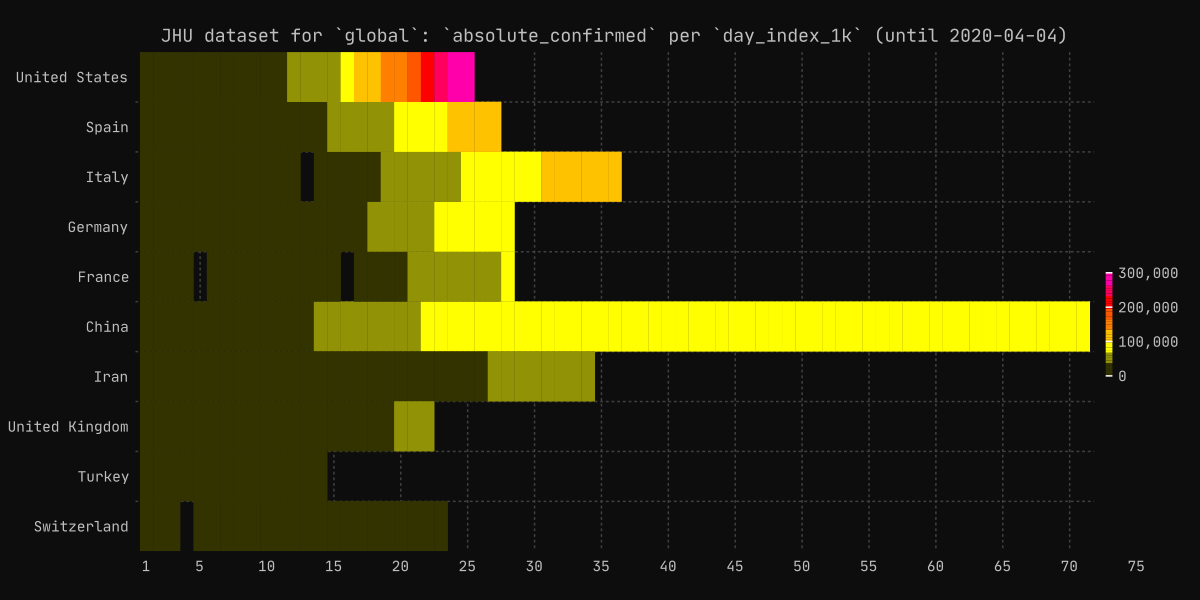 JHU dataset for `global`: `absolute_confirmed` per `day_index_1k` (until 2020-04-04)
United States
Spain
Italy
Germany
France
China
Iran
United Kingdom
Turkey
Switzerland
300,000
200,000
100,000
0
1 5 10 15 20 25 30 35 40 45 50 55 60 65 70 75